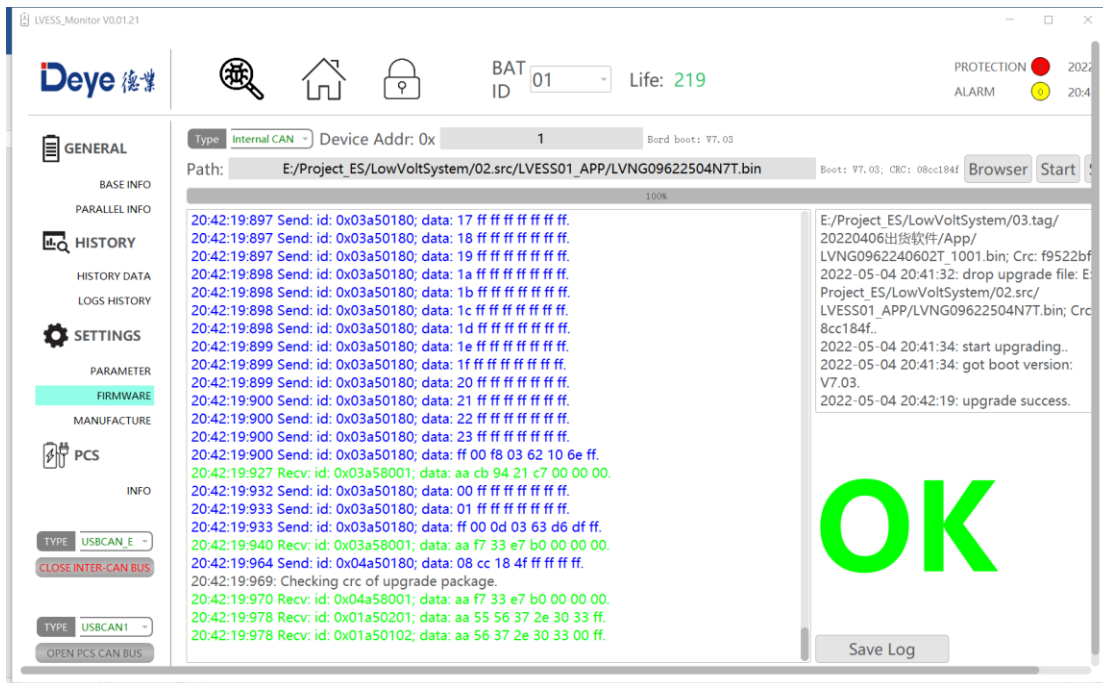 LVESS_Monitor V0.01.21
Deye 德業
BAT ID 01 Life: 219
PROTECTION 2022
ALARM 0 20:4
GENERAL
BASE INFO
PARALLEL INFO
HISTORY
HISTORY DATA
LOGS HISTORY
SETTINGS
PARAMETER
FIRMWARE
MANUFACTURE
PCS
INFO
TYPE USBCAN_E
CLOSE INTER-CAN BUS
TYPE USBCAN1
OPEN PCS CAN BUS
Type Internal CAN Device Addr: 0x 1 Bord boot: V7.03
Path: E:/Project_ES/LowVoltSystem/02.src/LVESS01_APP/LVNG09622504N7T.bin Boot: V7.03, CRC: 08cc184f Browser Start
100%
20:42:19:897 Send: id: 0x03a50180; data: 17 ff ff ff ff ff ff ff.
20:42:19:897 Send: id: 0x03a50180; data: 18 ff ff ff ff ff ff ff.
20:42:19:897 Send: id: 0x03a50180; data: 19 ff ff ff ff ff ff ff.
20:42:19:898 Send: id: 0x03a50180; data: 1a ff ff ff ff ff ff ff.
20:42:19:898 Send: id: 0x03a50180; data: 1b ff ff ff ff ff ff ff.
20:42:19:898 Send: id: 0x03a50180; data: 1c ff ff ff ff ff ff ff.
20:42:19:898 Send: id: 0x03a50180; data: 1d ff ff ff ff ff ff ff.
20:42:19:899 Send: id: 0x03a50180; data: 1e ff ff ff ff ff ff ff.
20:42:19:899 Send: id: 0x03a50180; data: 1f ff ff ff ff ff ff ff.
20:42:19:899 Send: id: 0x03a50180; data: 20 ff ff ff ff ff ff ff.
20:42:19:900 Send: id: 0x03a50180; data: 21 ff ff ff ff ff ff ff.
20:42:19:900 Send: id: 0x03a50180; data: 22 ff ff ff ff ff ff ff.
20:42:19:900 Send: id: 0x03a50180; data: 23 ff ff ff ff ff ff ff.
20:42:19:900 Send: id: 0x03a50180; data: ff 00 f8 03 62 10 6e ff.
20:42:19:927 Recv: id: 0x03a58001; data: aa cb 94 21 c7 00 00 00.
20:42:19:932 Send: id: 0x03a50180; data: 00 ff ff ff ff ff ff ff.
20:42:19:933 Send: id: 0x03a50180; data: 01 ff ff ff ff ff ff ff.
20:42:19:933 Send: id: 0x03a50180; data: ff 00 0d 03 63 d6 df ff.
20:42:19:940 Recv: id: 0x03a58001; data: aa f7 33 e7 b0 00 00 00.
20:42:19:964 Send: id: 0x04a50180; data: 08 cc 18 4f ff ff ff ff.
20:42:19:969: Checking crc of upgrade package.
20:42:19:970 Recv: id: 0x04a58001; data: aa f7 33 e7 b0 00 00 00.
20:42:19:978 Recv: id: 0x01a50201; data: aa 55 56 37 2e 30 33 ff.
20:42:19:978 Recv: id: 0x01a50102; data: aa 56 37 2e 30 33 00 ff.
E:/Project_ES/LowVoltSystem/03.tag/
20220406出货软件/App/
LVNG0962240602T_1001.bin; Crc: f9522bf
2022-05-04 20:41:32: drop upgrade file: E:
Project_ES/LowVoltSystem/02.src/
LVESS01_APP/LVNG09622504N7T.bin; Crc
8cc184f..
2022-05-04 20:41:34: start upgrading..
2022-05-04 20:41:34: got boot version:
V7.03.
2022-05-04 20:42:19: upgrade success.
OK
Save Log